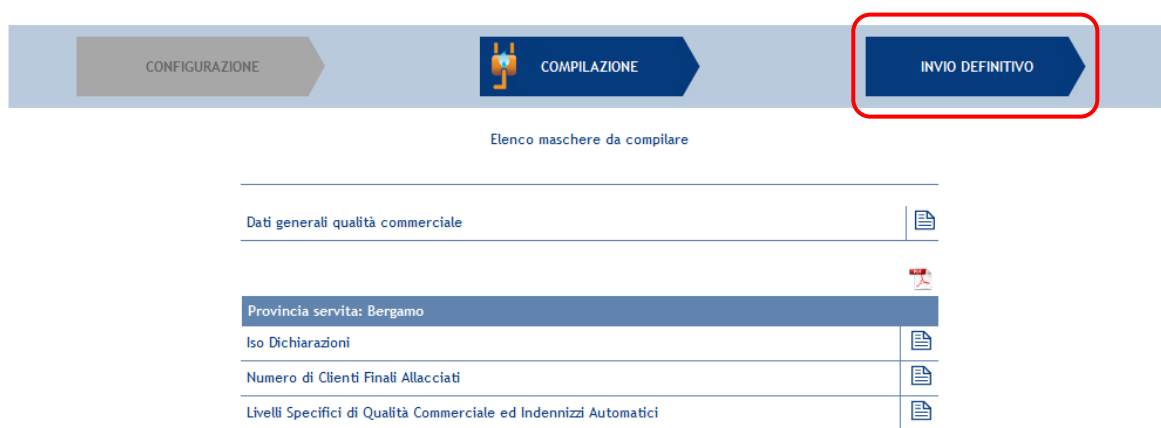 CONFIGURAZIONE
COMPILAZIONE
INVIO DEFINITIVO
Elenco maschere da compilare
Dati generali qualità commerciale
PDF
Provincia servita: Bergamo
Iso Dichiarazioni
Numero di Clienti Finali Allacciati
Livelli Specifici di Qualità Commerciale ed Indennizzi Automatici